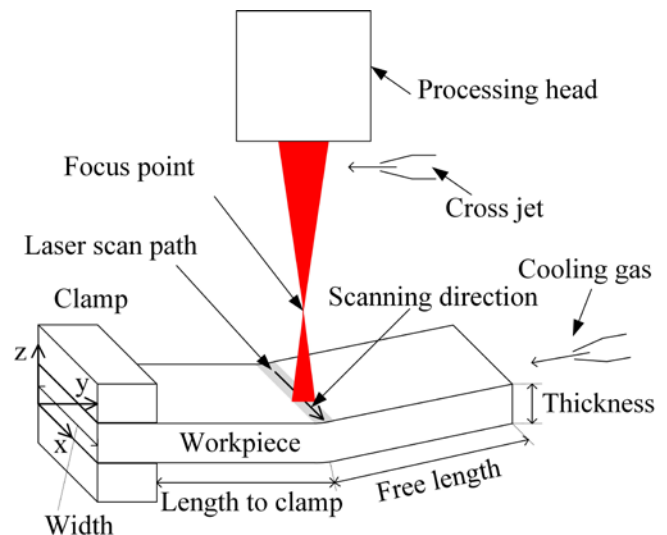 Processing head
Focus point
Cross jet
Laser scan path
Cooling gas
Clamp
Scanning direction
z
y
x
Thickness
Workpiece
Free length
Length to clamp
Width